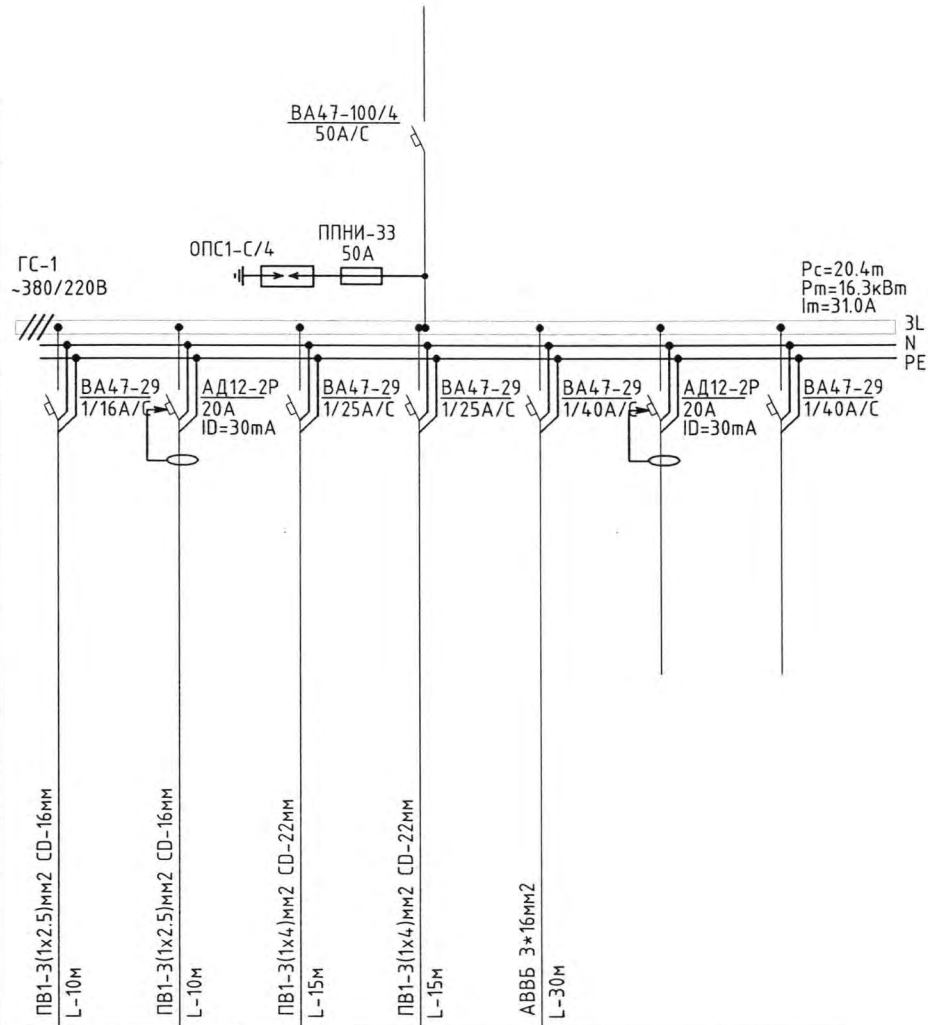 ВА47-100/4
50А/С
ППНИ-33
50А
ОПС1-С/4
ГС-1
~380/220В
Рс=20.4т
Рт=16.3кВт
Iт=31.0А
3L
N
PE
ВА47-29
1/16А/С
АД12-2Р
20А
ID=30mA
ВА47-29
1/25А/С
ВА47-29
1/25А/С
ВА47-29
1/40А/С
АД12-2Р
20А
ID=30mA
ВА47-29
1/40А/С
ПВ1-3(1х2.5)мм2 CD-16мм
L-10м
ПВ1-3(1х2.5)мм2 CD-16мм
L-10м
ПВ1-3(1х4)мм2 CD-22мм
L-15м
ПВ1-3(1х4)мм2 CD-22мм
L-15м
АВВБ 3*16мм2
L-30м